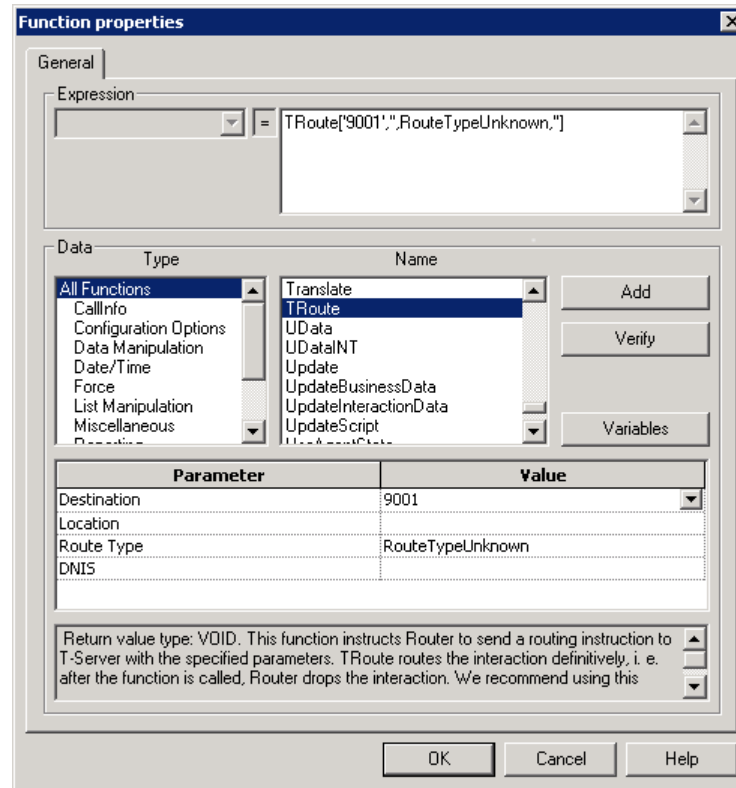 Function properties
General
Expression
=
TRoute['9001','',RouteTypeUnknown,'']
Data
Type
Name
All Functions
CallInfo
Configuration Options
Data Manipulation
Date/Time
Force
List Manipulation
Miscellaneous
Translate
TRoute
UData
UDataINT
Update
UpdateBusinessData
UpdateInteractionData
UpdateScript
Add
Verify
Variables
Parameter Value
Destination 9001
Location
Route Type RouteTypeUnknown
DNIS
Return value type: VOID. This function instructs Router to send a routing instruction to
T-Server with the specified parameters. TRoute routes the interaction definitively, i. e.
after the function is called, Router drops the interaction. We recommend using this
OK Cancel Help